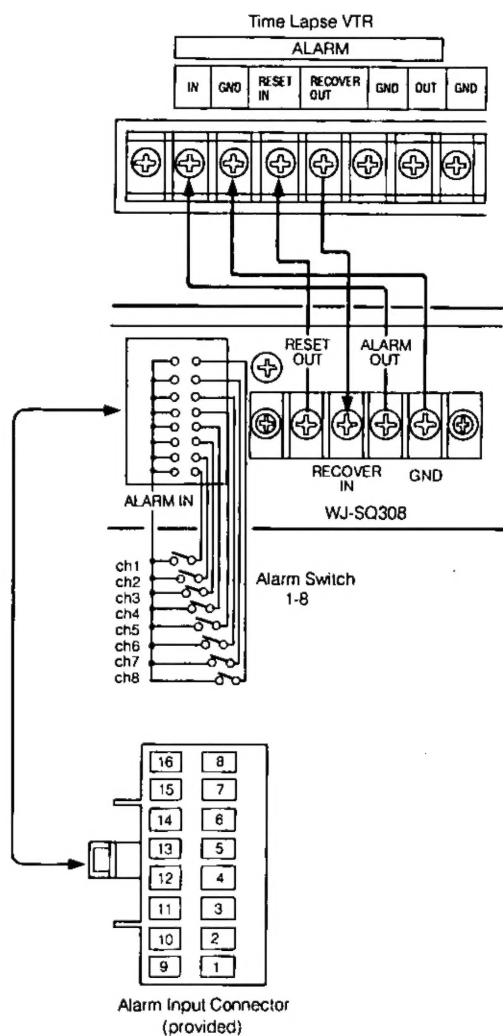 Time Lapse VTR
ALARM
IN GND RESET IN RECOVER OUT GND OUT GND
RESET OUT
ALARM OUT
RECOVER IN
GND
ALARM IN
WJ-SQ308
ch1
ch2
ch3
ch4
ch5
ch6
ch7
ch8
Alarm Switch
1-8
16 8
15 7
14 6
13 5
12 4
11 3
10 2
9 1
Alarm Input Connector
(provided)